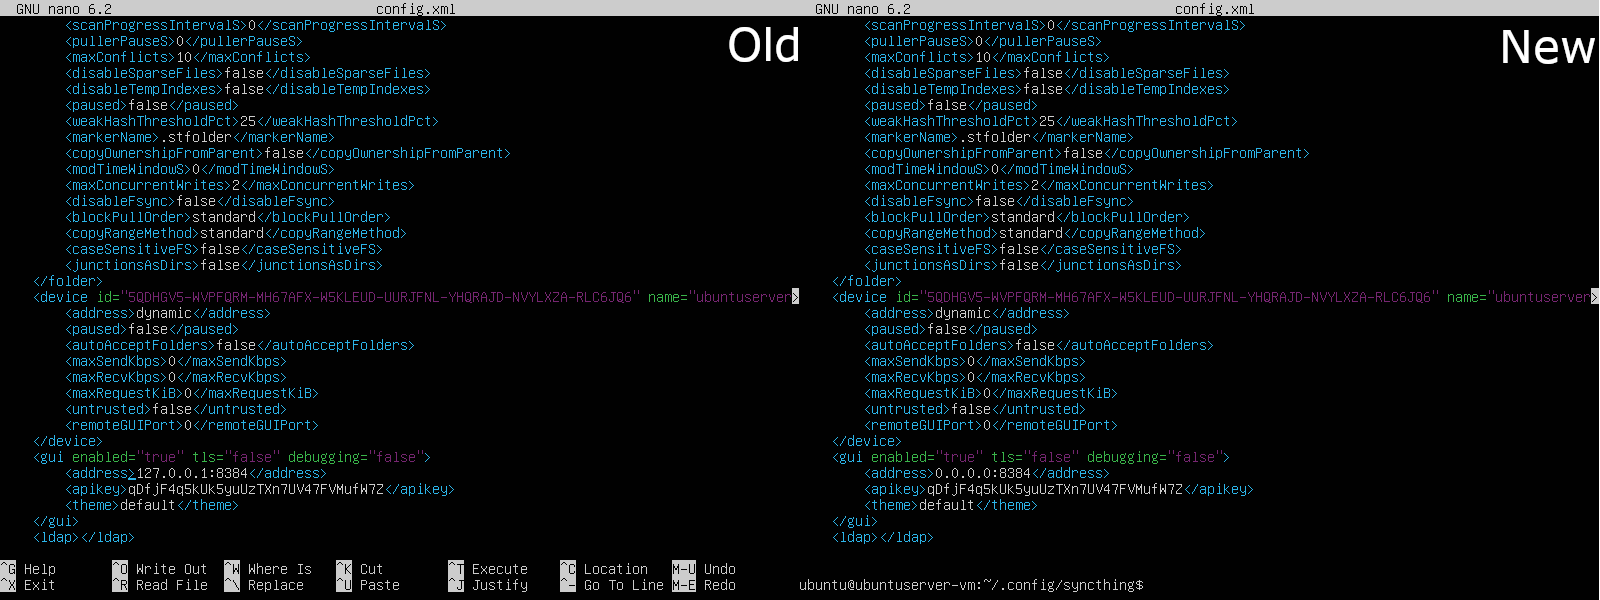 GNU nano 6.2 config.xml
<scanProgressIntervalS>0</scanProgressIntervalS>
<pullerPauseS>0</pullerPauseS>
<maxConflicts>10</maxConflicts>
<disableSparseFiles>false</disableSparseFiles>
<disableTempIndexes>false</disableTempIndexes>
<paused>false</paused>
<weakHashThresholdPct>25</weakHashThresholdPct>
<markerName>.stfolder</markerName>
<copyOwnershipFromParent>false</copyOwnershipFromParent>
<modTimeWindowS>0</modTimeWindowS>
<maxConcurrentWrites>2</maxConcurrentWrites>
<disableFsync>false</disableFsync>
<blockPullOrder>standard</blockPullOrder>
<copyRangeMethod>standard</copyRangeMethod>
<caseSensitiveFS>false</caseSensitiveFS>
<junctionsAsDirs>false</junctionsAsDirs>
</folder>
<device id="5QDHGV5-WVPFQRM-MH67AFX-W5KLEUD-UURJFNL-YHQRAJD-NVYLXZA-RLC6JQ6" name="ubuntuserver>
<address>dynamic</address>
<paused>false</paused>
<autoAcceptFolders>false</autoAcceptFolders>
<maxSendKbps>0</maxSendKbps>
<maxRecvKbps>0</maxRecvKbps>
<maxRequestKiB>0</maxRequestKiB>
<untrusted>false</untrusted>
<remoteGUIPort>0</remoteGUIPort>
</device>
<gui enabled="true" tls="false" debugging="false">
<address>127.0.0.1:8384</address>
<apikey>qDfjF4q5kUk5yuUzTXn7UV47FVMufW7Z</apikey>
<theme>default</theme>
</gui>
<ldap></ldap>
^G Help ^O Write Out ^W Where Is ^K Cut ^T Execute ^C Location M-U Undo
^X Exit ^R Read File ^\ Replace ^U Paste ^J Justify ^_ Go To Line M-E Redo
Old
GNU nano 6.2 config.xml
<scanProgressIntervalS>0</scanProgressIntervalS>
<pullerPauseS>0</pullerPauseS>
<maxConflicts>10</maxConflicts>
<disableSparseFiles>false</disableSparseFiles>
<disableTempIndexes>false</disableTempIndexes>
<paused>false</paused>
<weakHashThresholdPct>25</weakHashThresholdPct>
<markerName>.stfolder</markerName>
<copyOwnershipFromParent>false</copyOwnershipFromParent>
<modTimeWindowS>0</modTimeWindowS>
<maxConcurrentWrites>2</maxConcurrentWrites>
<disableFsync>false</disableFsync>
<blockPullOrder>standard</blockPullOrder>
<copyRangeMethod>standard</copyRangeMethod>
<caseSensitiveFS>false</caseSensitiveFS>
<junctionsAsDirs>false</junctionsAsDirs>
</folder>
<device id="5QDHGV5-WVPFQRM-MH67AFX-W5KLEUD-UURJFNL-YHQRAJD-NVYLXZA-RLC6JQ6" name="ubuntuserver>
<address>dynamic</address>
<paused>false</paused>
<autoAcceptFolders>false</autoAcceptFolders>
<maxSendKbps>0</maxSendKbps>
<maxRecvKbps>0</maxRecvKbps>
<maxRequestKiB>0</maxRequestKiB>
<untrusted>false</untrusted>
<remoteGUIPort>0</remoteGUIPort>
</device>
<gui enabled="true" tls="false" debugging="false">
<address>0.0.0.0:8384</address>
<apikey>qDfjF4q5kUk5yuUzTXn7UV47FVMufW7Z</apikey>
<theme>default</theme>
</gui>
<ldap></ldap>
ubuntu@ubuntuserver-vm:~/.config/syncthing$
New